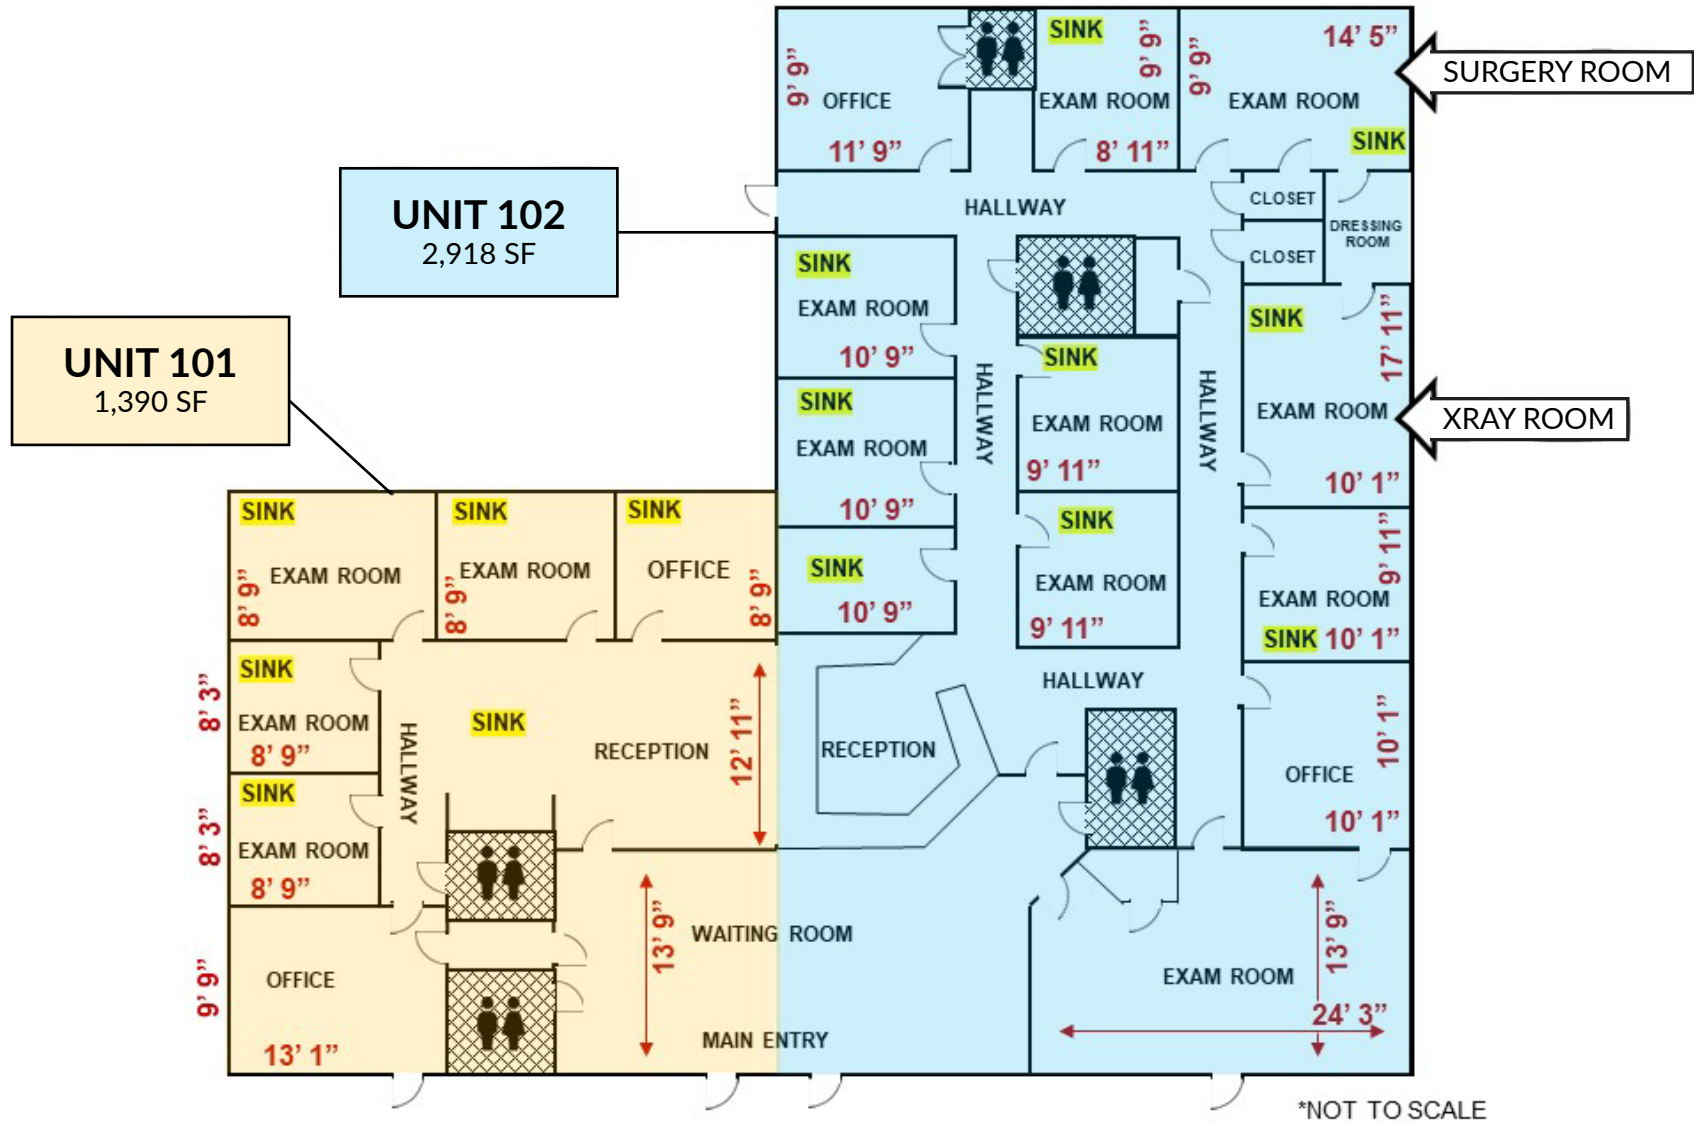 SINK
14’ 5”
9’ 9”
9’ 9”
9’ 9”
SURGERY ROOM
OFFICE
EXAM ROOM
EXAM ROOM
SINK
11’ 9”
8’ 11”
CLOSET
HALLWAY
UNIT 102
2,918 SF
DRESSING
ROOM
CLOSET
SINK
EXAM ROOM
10’ 9”
SINK
17’ 11”
SINK
UNIT 101
1,390 SF
HALLWAY
HALLWAY
SINK
EXAM ROOM
EXAM ROOM
XRAY ROOM
EXAM ROOM
9’ 11”
10’ 1”
10’ 9”
SINK
SINK
SINK
SINK
9’ 11”
SINK
EXAM ROOM
EXAM ROOM
OFFICE
8’ 9”
8’ 9”
8’ 9”
10’ 9”
EXAM ROOM
EXAM ROOM
9’ 11”
SINK
10’ 1”
SINK
8’ 3”
EXAM ROOM
8’ 9”
HALLWAY
SINK
RECEPTION
12’ 11”
RECEPTION
HALLWAY
10’ 1”
OFFICE
10’ 1”
SINK
8’ 3”
EXAM ROOM
8’ 9”
WAITING ROOM
13’ 9”
13’ 9”
9’ 9”
OFFICE
EXAM ROOM
24’ 3”
13’ 1”
MAIN ENTRY
*NOT TO SCALE